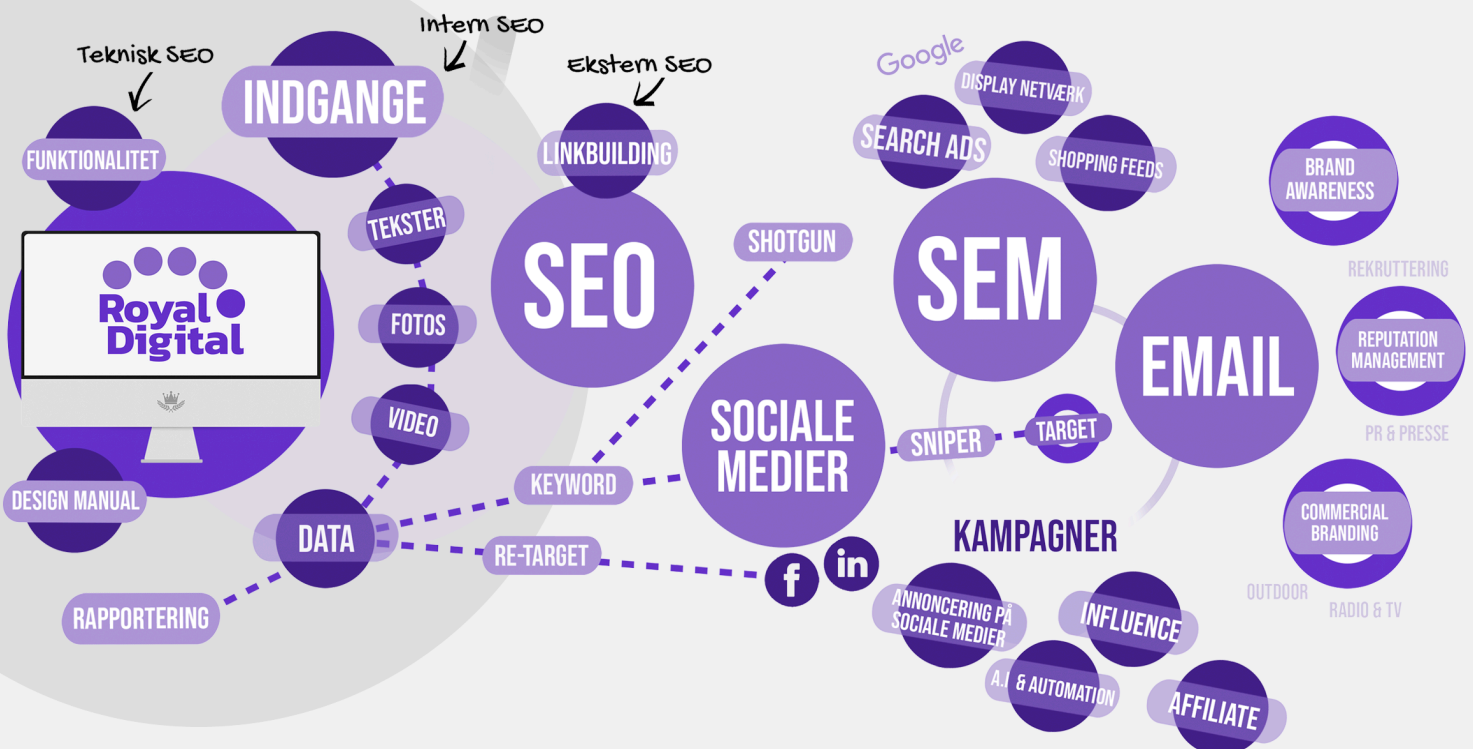 Teknisk SEO
Intern SEO
Ekstern SEO
FUNKTIONALITET
INDGANGE
LINKBUILDING
TEKSTER
FOTOS
VIDEO
Royal
Digital
DESIGN MANUAL
DATA
RAPPORTERING
SEO
SHOTGUN
KEYWORD
RE-TARGET
SOCIALE
MEDIER
f
in
SNIPER
TARGET
Google
DISPLAY NETVÆRK
SEARCH ADS
SHOPPING FEEDS
SEM
EMAIL
KAMPAGNER
ANNONCERING PÅ
SOCIALE MEDIER
INFLUENCE
A.I & AUTOMATION
AFFILIATE
BRAND
AWARENESS
REKRUTTERING
REPUTATION
MANAGEMENT
PR & PRESSE
COMMERCIAL
BRANDING
OUTDOOR
RADIO & TV